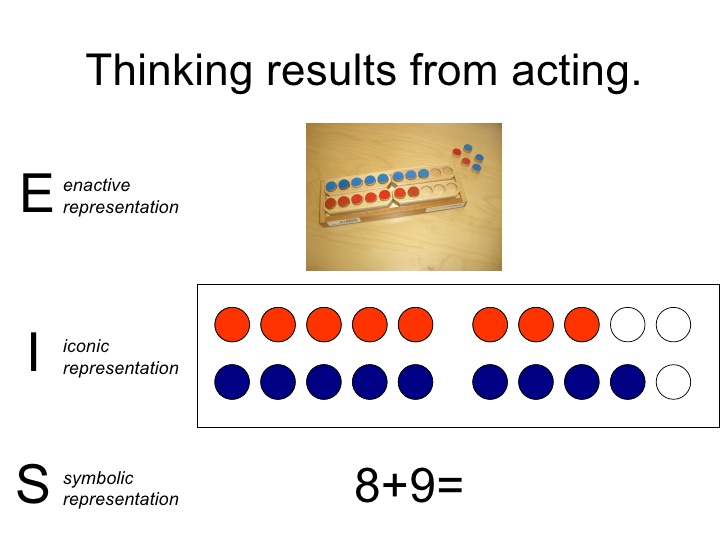 Thinking results from acting.
E
enactive
representation
I
iconic
representation
S
symbolic
representation
8+9=